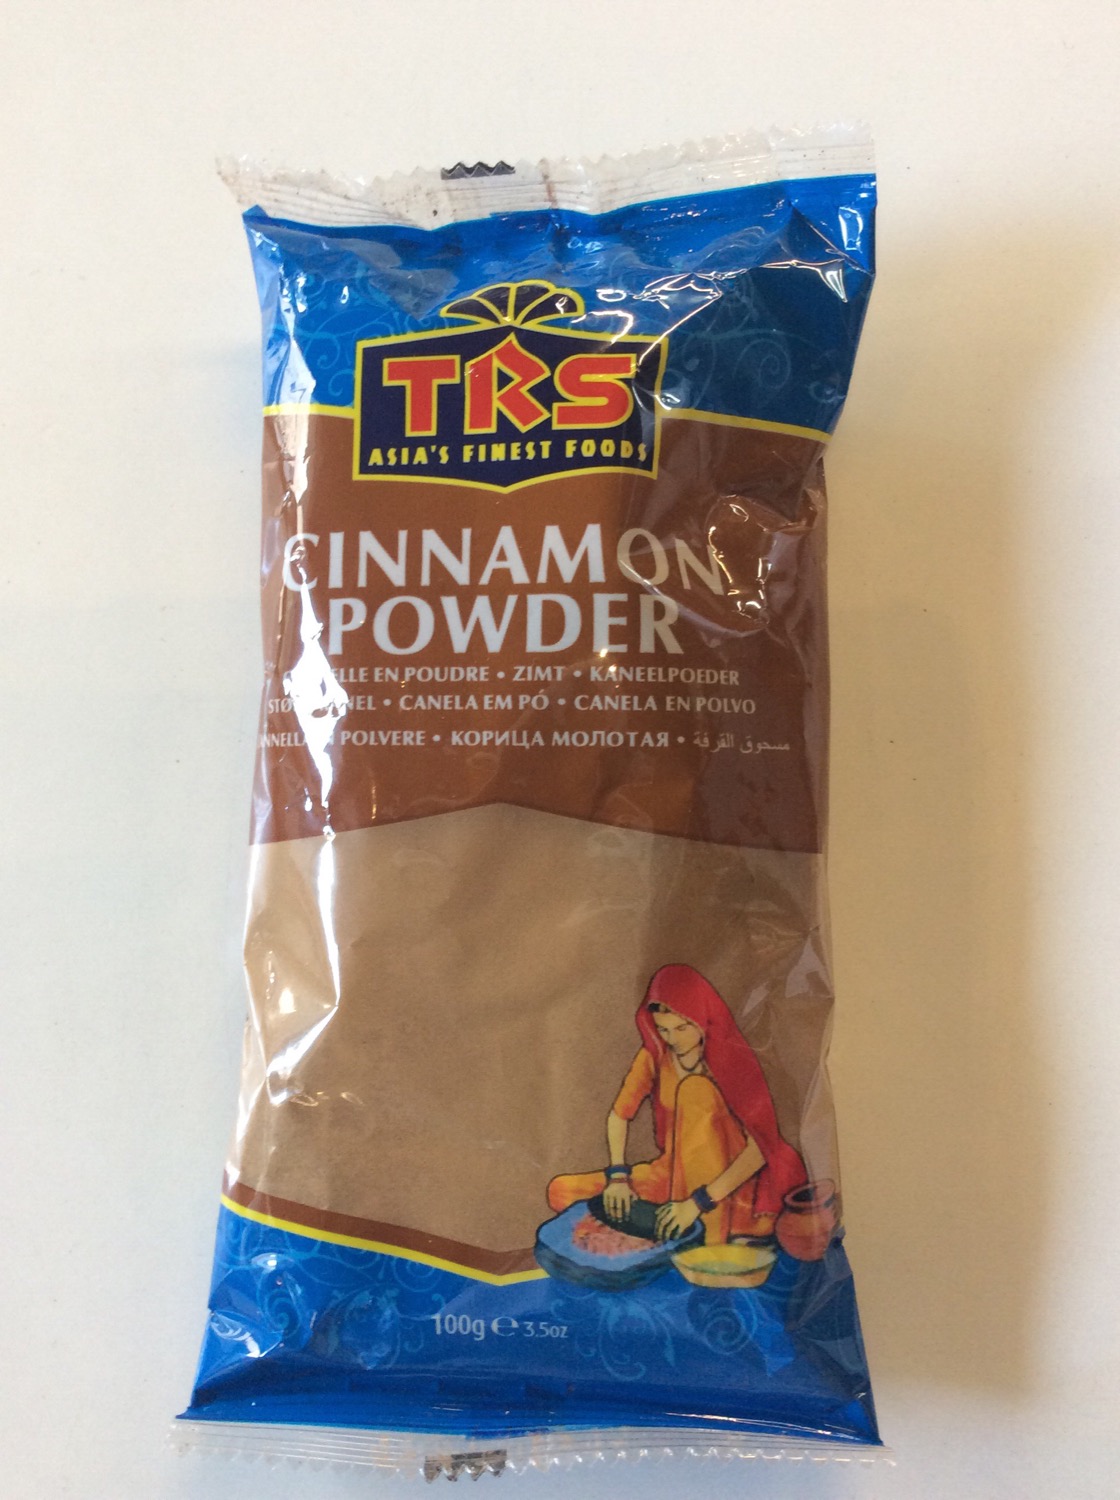 TRS
ASIA'S FINEST FOODS
CINNAMON
POWDER
EN POUDRE • ZIMT • KANEELPOEDER
• CANELA EM PÓ • CANELA EN POLVO
POLVERE • КОРИЦА МОЛОТАЯ • مسحوق القرفة
100g ℮ 3.5oz